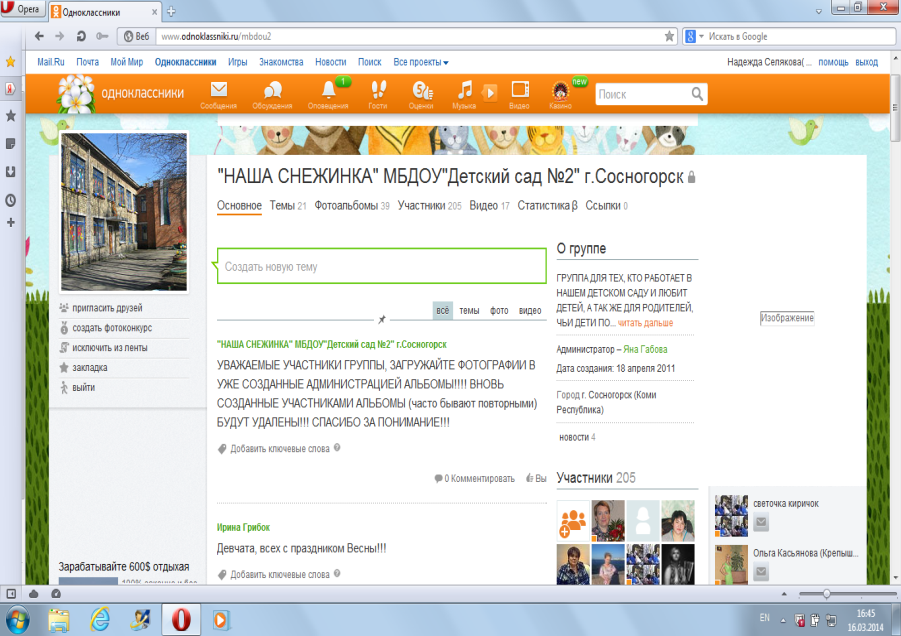 Opera
Одноклассники
Веб
www.odnoklassniki.ru/mbdou2
Искать в Google
Mail.Ru Почта Мой Мир Одноклассники Игры Знакомства Новости Поиск Все проекты
Надежда Селякова( ... помощь выход
одноклассники
1
new
Сообщения Обсуждения Оповещения Гости Оценки Музыка Видео Казино
Поиск
"НАША СНЕЖИНКА" МБДОУ"Детский сад №2" г.Сосногорск
Основное Темы 21 Фотоальбомы 39 Участники 205 Видео 17 Статистика β Ссылки 0
Создать новую тему
всё темы фото видео
пригласить друзей
создать фотоконкурс
исключить из ленты
закладка
выйти
"НАША СНЕЖИНКА" МБДОУ"Детский сад №2" г.Сосногорск
УВАЖАЕМЫЕ УЧАСТНИКИ ГРУППЫ, ЗАГРУЖАЙТЕ ФОТОГРАФИИ В
УЖЕ СОЗДАННЫЕ АДМИНИСТРАЦИЕЙ АЛЬБОМЫ!!!! ВНОВЬ
СОЗДАННЫЕ УЧАСТНИКАМИ АЛЬБОМЫ (часто бывают повторными)
БУДУТ УДАЛЕНЫ!!! СПАСИБО ЗА ПОНИМАНИЕ!!!
Добавить ключевые слова ?
0 Комментировать Вы
Ирина Грибок
Девчата, всех с праздником Весны!!!
Добавить ключевые слова ?
О группе
ГРУППА ДЛЯ ТЕХ, КТО РАБОТАЕТ В
НАШЕМ ДЕТСКОМ САДУ И ЛЮБИТ
ДЕТЕЙ, А ТАК ЖЕ ДЛЯ РОДИТЕЛЕЙ,
ЧЬИ ДЕТИ ПО... читать дальше
Администратор – Яна Габова
Дата создания: 18 апреля 2011
Город г. Сосногорск (Коми
Республика)
новости 4
Участники 205
Изображение
светочка киричок
Ольга Касьянова (Крепыш...
Зарабатывайте 600$ отдыхая
EN
16:45
16.03.2014